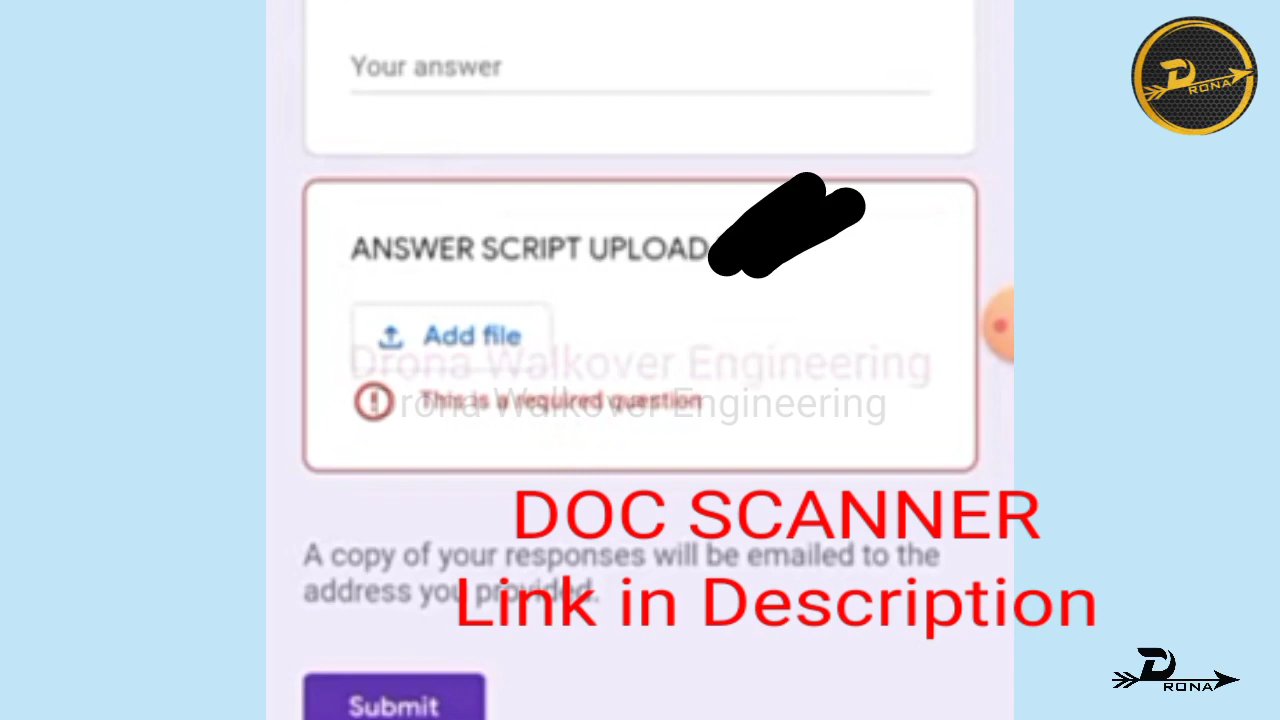 Your answer
D
RONA
ANSWER SCRIPT UPLOAD
Add file
Drona Walkover Engineering
This is a required question
rona Walkover Engineering
DOC SCANNER
A copy of your responses will be emailed to the
address you provided.
Link in Description
D
RONA
Submit